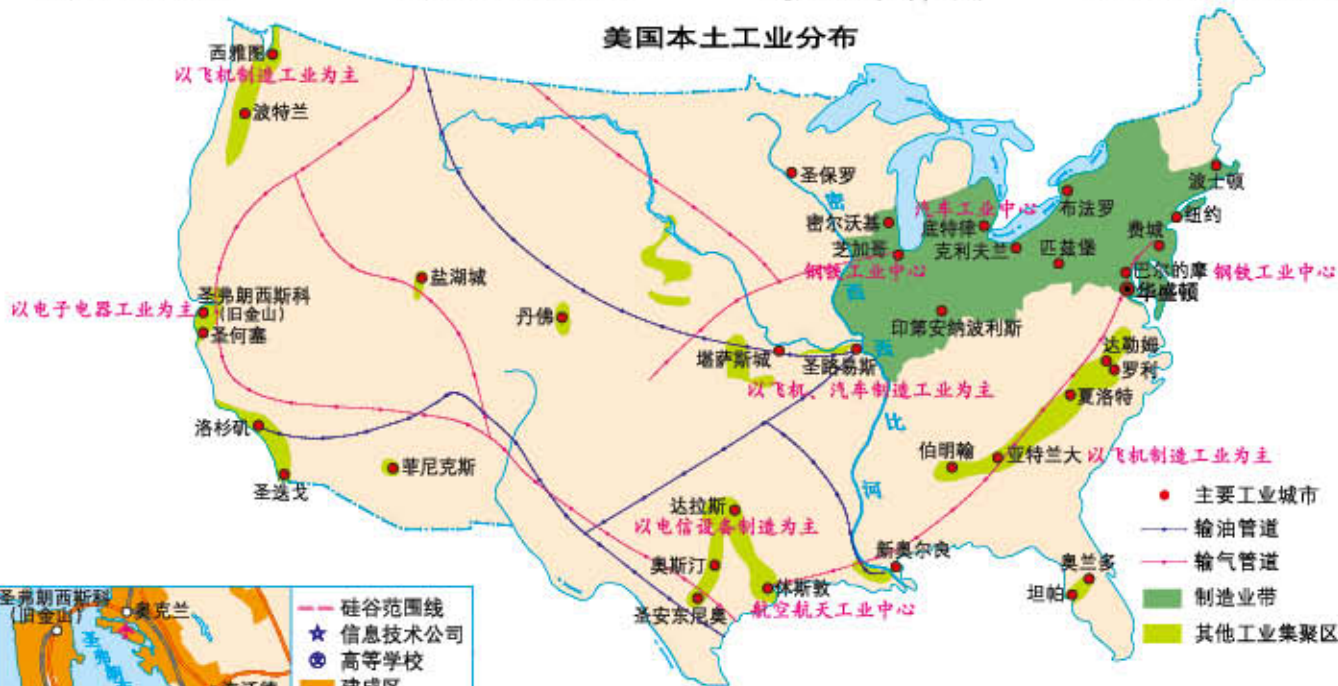 美国本土工业分布
西雅图
以飞机制造工业为主
波特兰
圣保罗
密尔沃基
芝加哥
钢铁工业中心
汽车工业中心
底特律
克利夫兰
布法罗
匹兹堡
波士顿
纽约
费城
巴尔的摩
钢铁工业中心
华盛顿
印第安纳波利斯
密西西比河
盐湖城
丹佛
圣弗朗西斯科
(旧金山)
以电子电器工业为主
圣何塞
堪萨斯城
圣路易斯
以飞机、汽车制造工业为主
达勒姆
罗利
夏洛特
洛杉矶
圣迭戈
菲尼克斯
伯明翰
亚特兰大
以飞机制造工业为主
达拉斯
以电信设备制造为主
奥斯汀
圣安东尼奥
休斯敦
航空航天工业中心
新奥尔良
奥兰多
坦帕
主要工业城市
输油管道
输气管道
制造业带
其他工业集聚区
圣弗朗西斯科
(旧金山)
奥克兰
圣弗朗
硅谷范围线
信息技术公司
高等学校
建成区